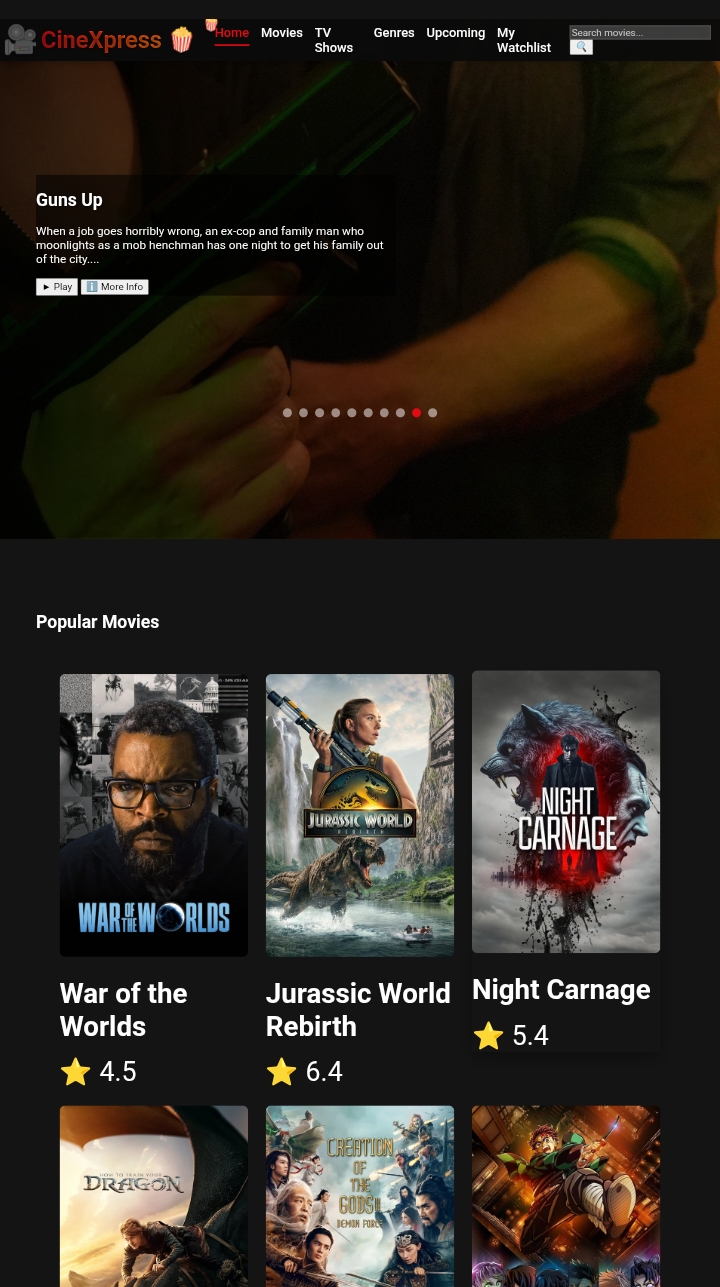 CineXpress
Home Movies TV Shows Genres Upcoming My Watchlist
Search movies...
Guns Up
When a job goes horribly wrong, an ex-cop and family man who
moonlights as a mob henchman has one night to get his family out
of the city....
► Play ℹ️ More Info
Popular Movies
WAR OF THE WORLDS
JURASSIC WORLD
REBIRTH
NIGHT
CARNAGE
War of the
Worlds
⭐ 4.5
Jurassic World
Rebirth
⭐ 6.4
Night Carnage
⭐ 5.4
HOW TO TRAIN YOUR
DRAGON
CREATION
OF
THE
GODS II
DEMON FORCE